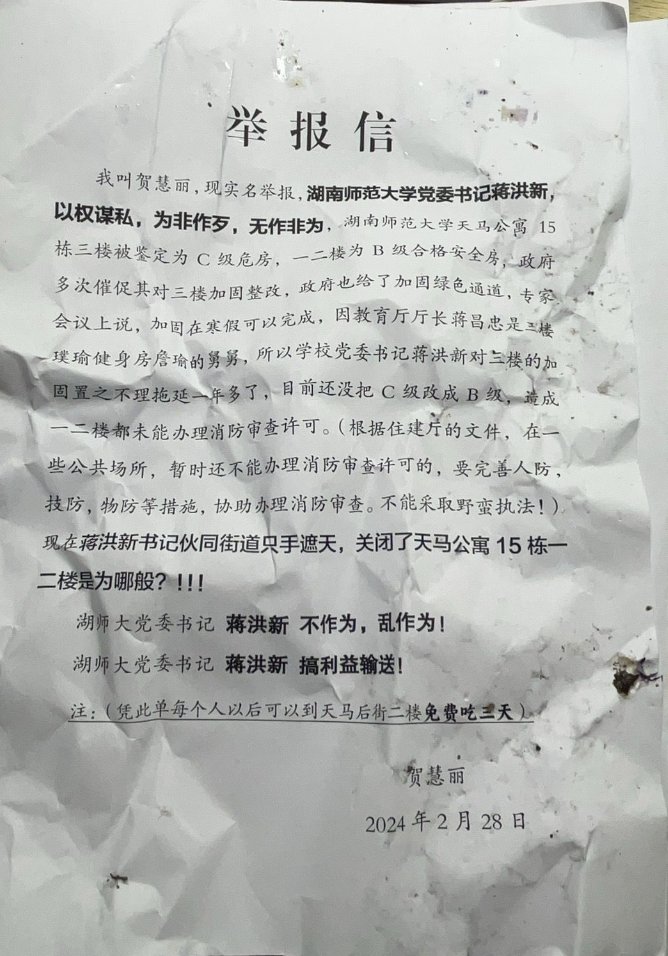 举报信
我叫贺慧丽，现实名举报，湖南师范大学党委书记蒋洪新，
以权谋私，为非作歹，无作非为，湖南师范大学天马公寓 15
栋三楼被鉴定为 C 级危房，一二楼为 B 级合格安全房，政府
多次催促其对三楼加固整改，政府也给了加固绿色通道，专家
会议上说，加固在寒假可以完成，因教育厅厅长蒋昌忠是三楼
璞瑜健身房詹瑜的舅舅，所以学校党委书记蒋洪新对三楼的加
固置之不理拖延一年多了，目前还没把 C 级改成 B 级，造成
一二楼都未能办理消防审查许可。（根据住建厅的文件，在一
些公共场所，暂时还不能办理消防审查许可的，要完善人防，
技防，物防等措施，协助办理消防审查。不能采取野蛮执法！）
现在蒋洪新书记伙同街道只手遮天，关闭了天马公寓 15 栋一
二楼是为哪般？！！！
湖师大党委书记 蒋洪新 不作为，乱作为！
湖师大党委书记 蒋洪新 搞利益输送！
注：（凭此单每个人以后可以到天马后街二楼免费吃三天）
贺慧丽
2024 年 2 月 28 日